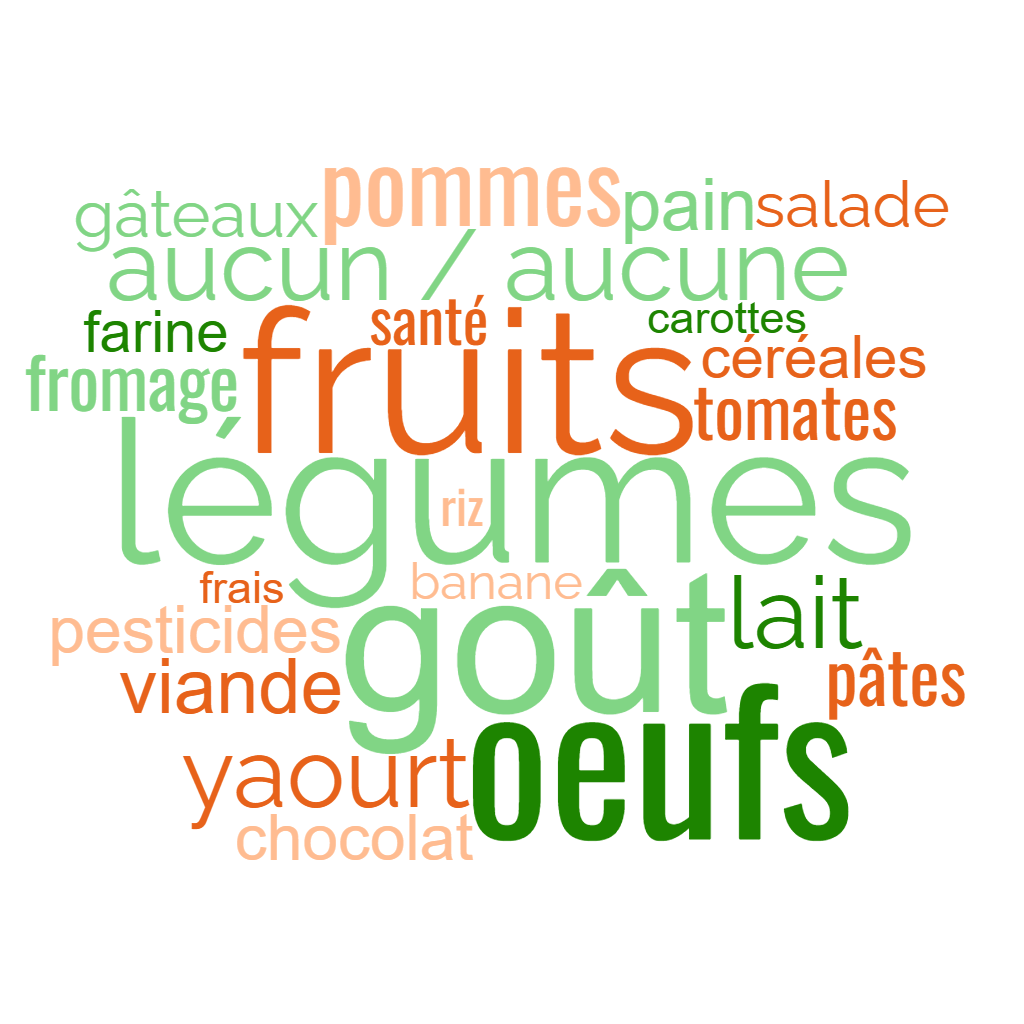 pommes
gâteaux
pain
salade
aucun / aucune
santé
carottes
farine
fruits
céréales
fromage
tomates
légumes
riz
frais
banane
goût
lait
pesticides
viande
pâtes
oeufs
yaourt
chocolat